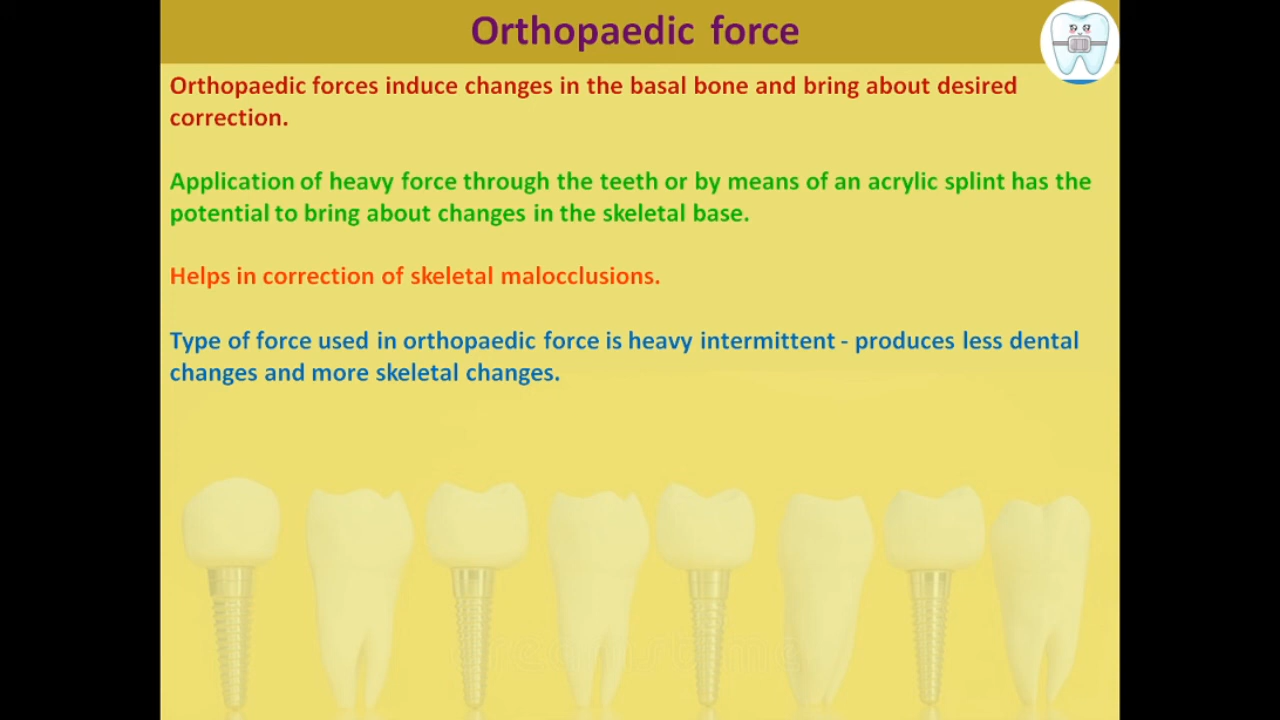 Orthopaedic force
Orthopaedic forces induce changes in the basal bone and bring about desired
correction.
Application of heavy force through the teeth or by means of an acrylic splint has the
potential to bring about changes in the skeletal base.
Helps in correction of skeletal malocclusions.
Type of force used in orthopaedic force is heavy intermittent - produces less dental
changes and more skeletal changes.